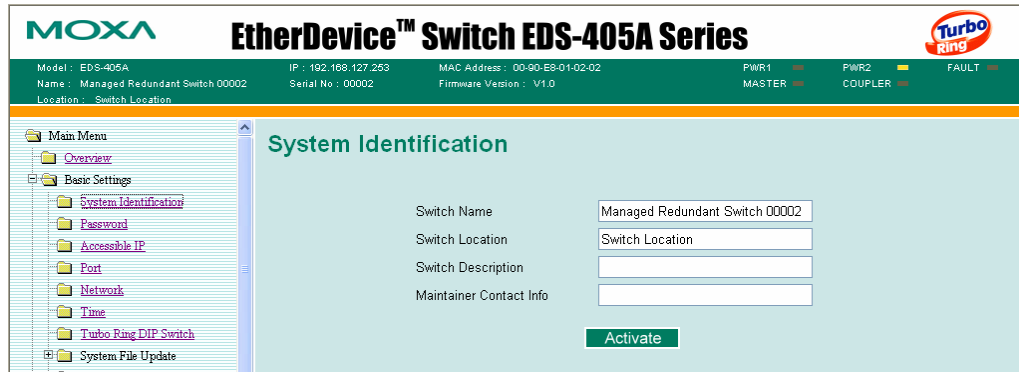 MOXA EtherDevice™ Switch EDS-405A Series Turbo Ring
Model : EDS-405A IP : 192.168.127.253 MAC Address : 00-90-E8-01-02-02 PWR1 PWR2 FAULT
Name : Managed Redundant Switch 00002 Serial No : 00002 Firmware Version : V1.0 MASTER COUPLER
Location : Switch Location
Main Menu
Overview
Basic Settings
System Identification
Password
Accessible IP
Port
Network
Time
Turbo Ring DIP Switch
System File Update
System Identification
Switch Name Managed Redundant Switch 00002
Switch Location Switch Location
Switch Description
Maintainer Contact Info
Activate